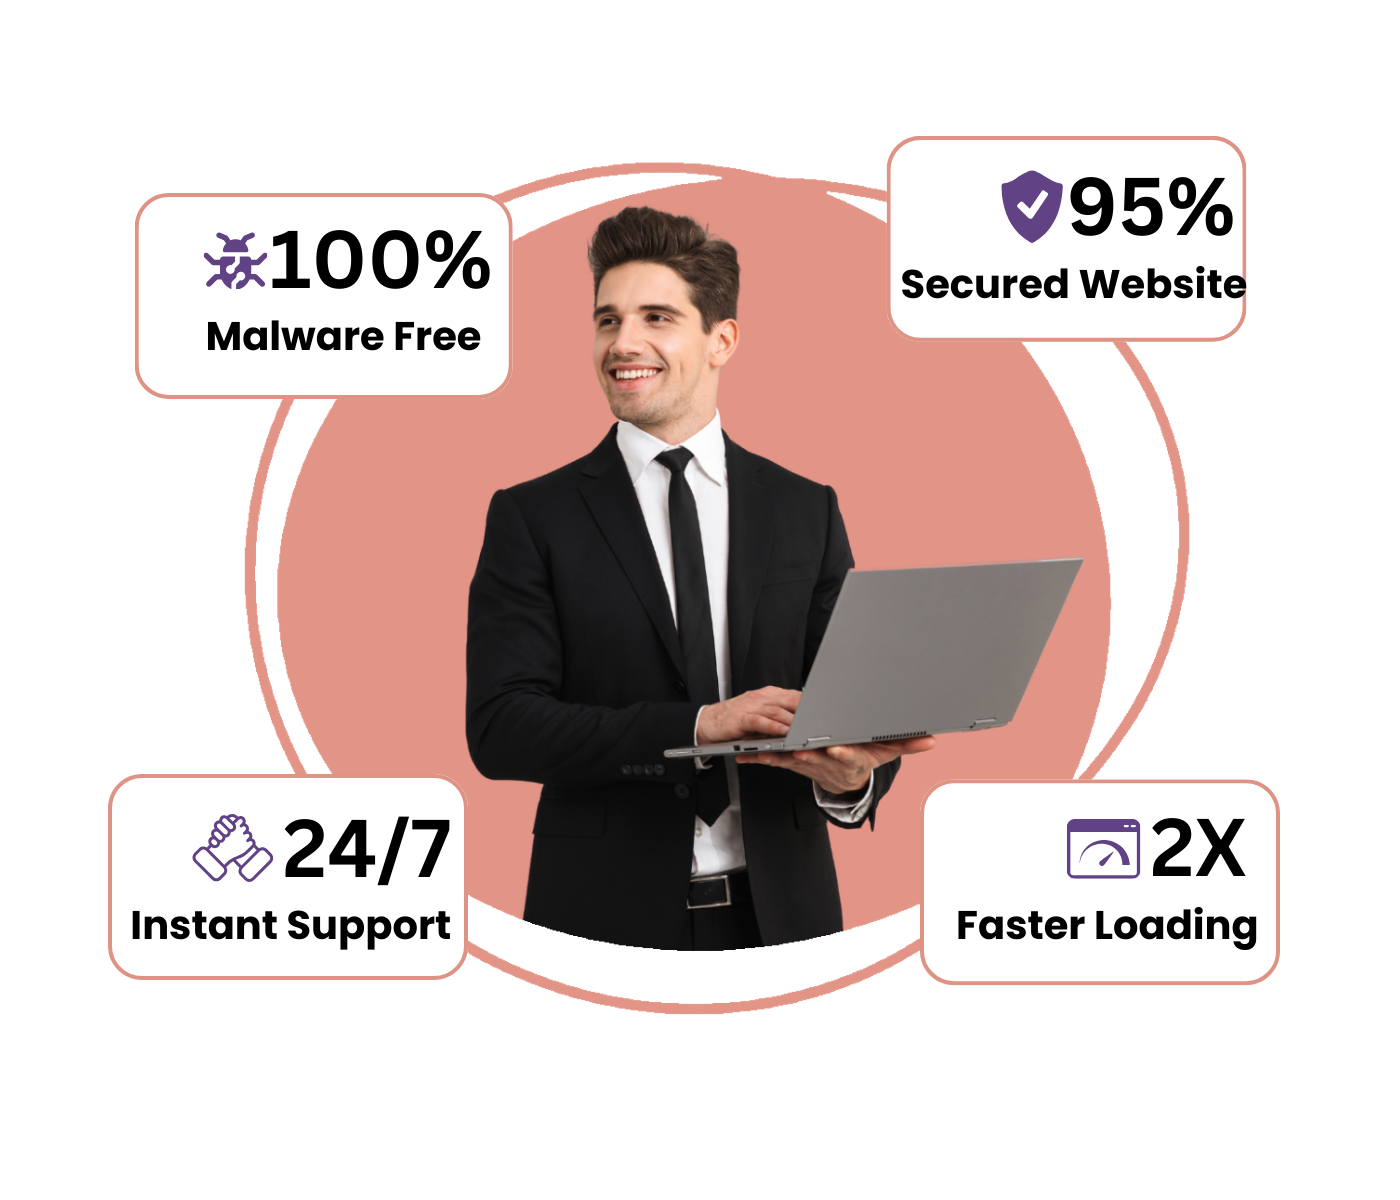 100%
Malware Free
95%
Secured Website
24/7
Instant Support
2X
Faster Loading